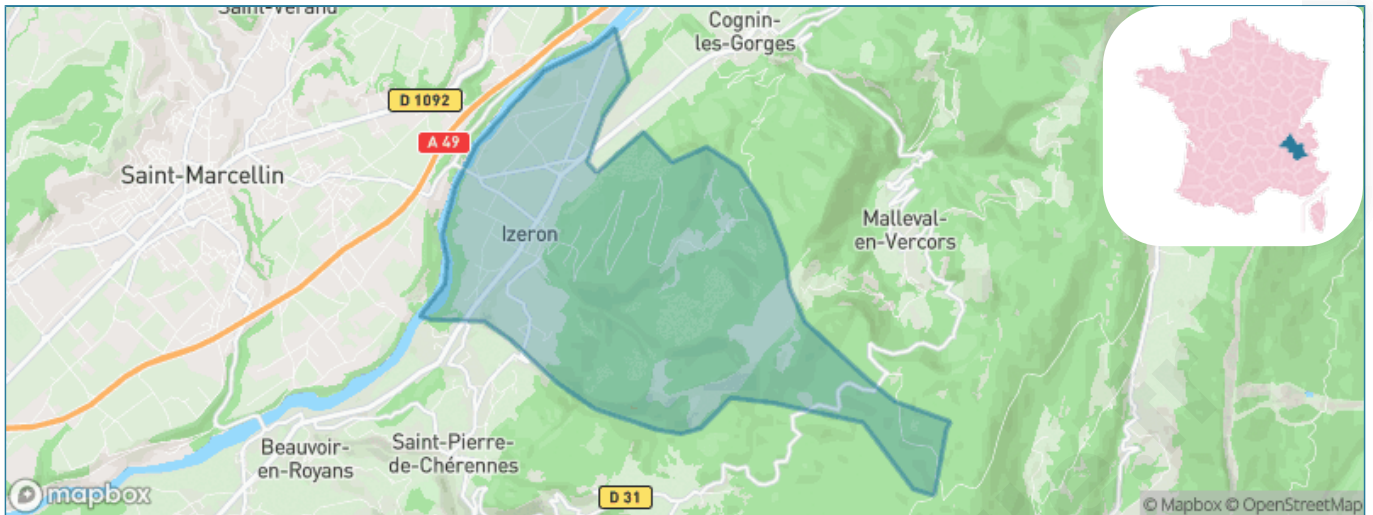 Saint-Vérand
Cognin-
les-Gorges
D 1092
A 49
Saint-Marcellin
Izeron
Malleval-
en-Vercors
Beauvoir-
en-Royans
Saint-Pierre-
de-Chérennes
D 31
mapbox
© Mapbox © OpenStreetMap